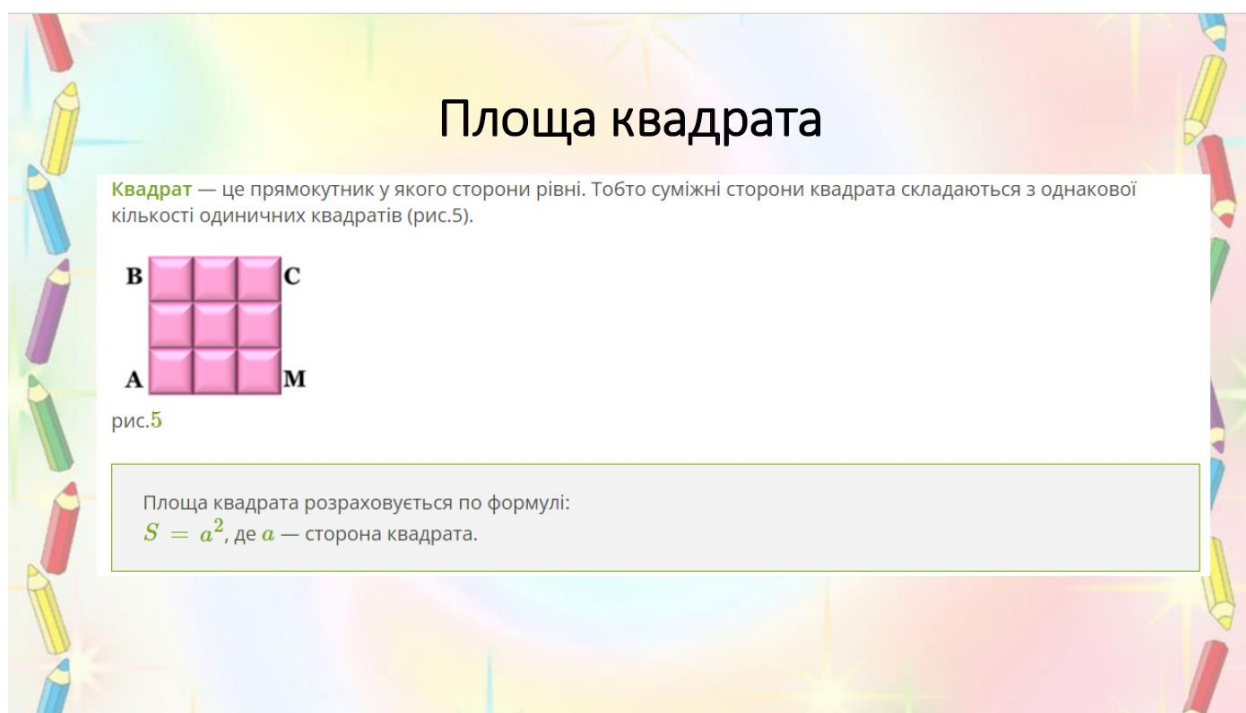 Площа квадрата
Квадрат — це прямокутник у якого сторони рівні. Тобто суміжні сторони квадрата складаються з однакової
кількості одиничних квадратів (рис.5).
B C
A M
рис.5
Площа квадрата розраховується по формулі:
S = a², де a — сторона квадрата.